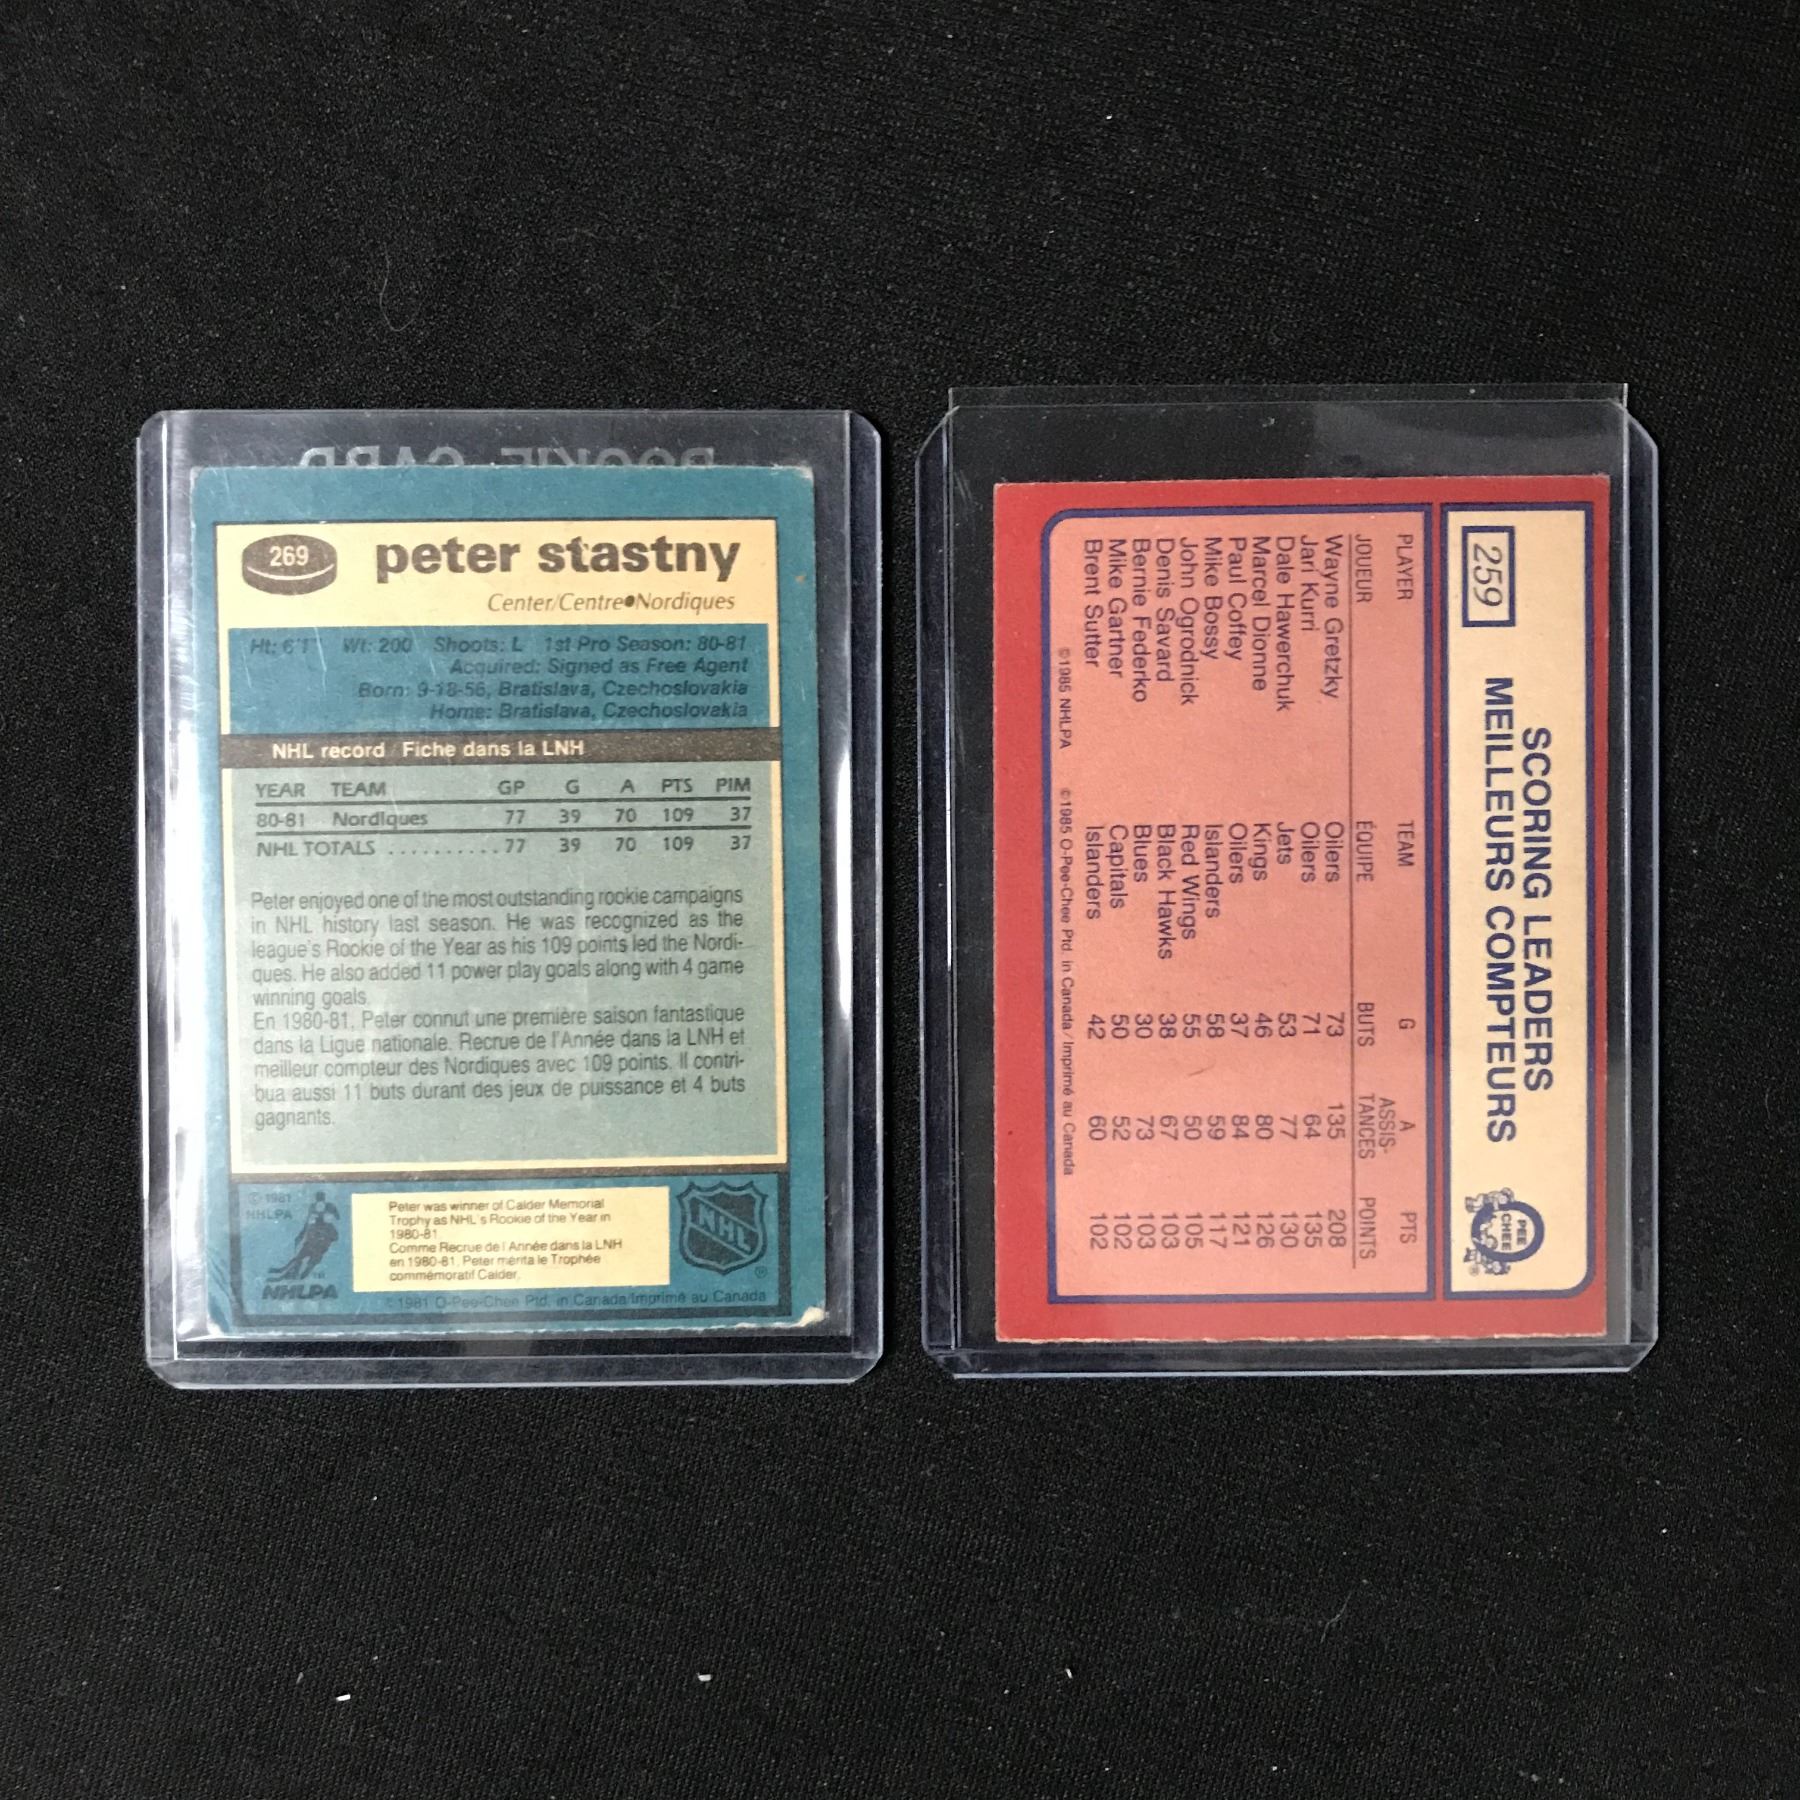 ROOKIE CARD
269
peter stastny
Center/Centre●Nordiques
Ht: 6'1" Wt: 200 Shoots: L 1st Pro Season: 80-81
Acquired: Signed as Free Agent
Born: 9-18-56, Bratislava, Czechoslovakia
Home: Bratislava, Czechoslovakia
NHL record / Fiche dans la LNH
YEAR TEAM GP G A PTS PIM
80-81 Nordiques 77 39 70 109 37
NHL TOTALS .......... 77 39 70 109 37
Peter enjoyed one of the most outstanding rookie campaigns
in NHL history last season. He was recognized as the
league's Rookie of the Year as his 109 points led the Nordi-
ques. He also added 11 power play goals along with 4 game
winning goals.
En 1980-81, Peter connut une première saison fantastique
dans la Ligue nationale. Recrue de l'Année dans la LNH et
meilleur compteur des Nordiques avec 109 points. Il contri-
bua aussi 11 buts durant des jeux de puissance et 4 buts
gagnants.
© 1981
NHLPA
NHLPA
Peter was winner of Calder Memorial
Trophy as NHL's Rookie of the Year in
1980-81.
Comme Recrue de l'Année dans la LNH
en 1980-81, Peter mérita le Trophée
commémoratif Calder.
NHL
®
© 1981 O-Pee-Chee Ptd. in Canada/Imprimé au Canada
259
SCORING LEADERS
MEILLEURS COMPTEURS
O PEE CHEE ®
PLAYER TEAM G A PTS
JOUEUR ÉQUIPE BUTS ASSIS-TANCES POINTS
Wayne Gretzky Oilers 73 135 208
Jari Kurri Oilers 71 64 135
Dale Hawerchuk Jets 53 77 130
Marcel Dionne Kings 46 80 126
Paul Coffey Oilers 37 84 121
Mike Bossy Islanders 58 59 117
John Ogrodnick Red Wings 55 50 105
Denis Savard Black Hawks 38 67 103
Bernie Federko Blues 30 73 103
Mike Gartner Capitals 50 52 102
Brent Sutter Islanders 42 60 102
©1985 NHLPA ©1985 O-Pee-Chee Ptd. in Canada / Imprimé au Canada